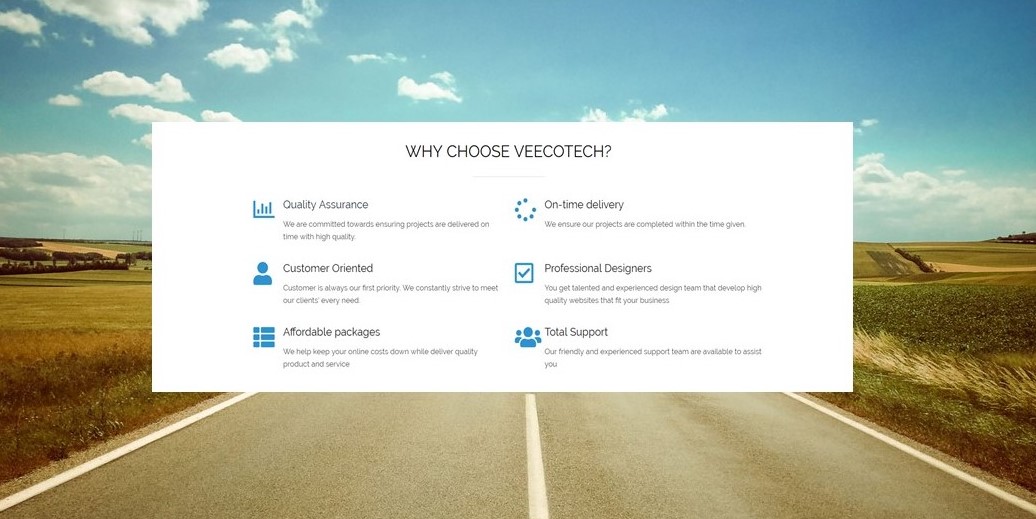 WHY CHOOSE VEECOTECH?
Quality Assurance
We are committed towards ensuring projects are delivered on
time with high quality.
On-time delivery
We ensure our projects are completed within the time given.
Customer Oriented
Customer is always our first priority. We constantly strive to meet
our clients' every need.
Professional Designers
You get talented and experienced design team that develop high
quality websites that fit your business
Affordable packages
We help keep your online costs down while deliver quality
product and service
Total Support
Our friendly and experienced support team are available to assist
you